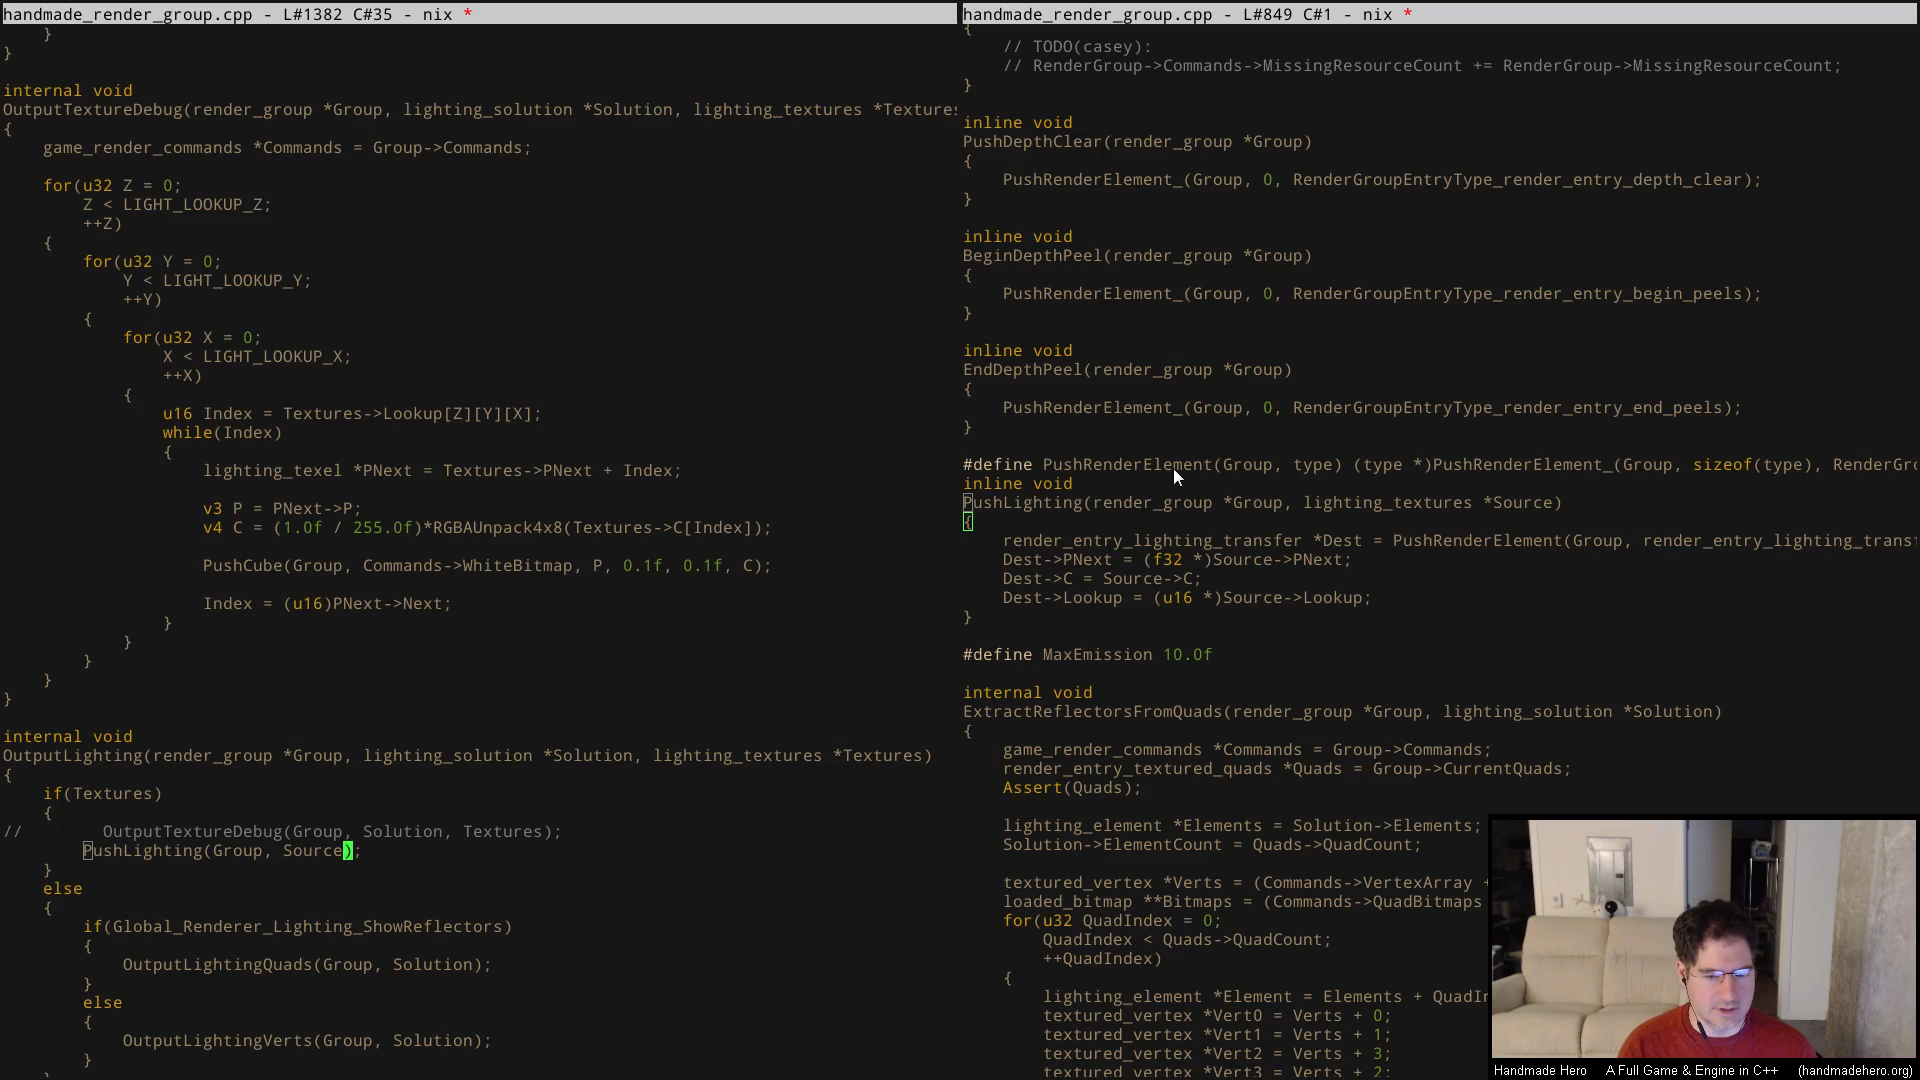 handmade_render_group.cpp - L#1382 C#35 - nix *
    }
}
internal void
OutputTextureDebug(render_group *Group, lighting_solution *Solution, lighting_textures *Textures
{
    game_render_commands *Commands = Group->Commands;
    for(u32 Z = 0;
        Z < LIGHT_LOOKUP_Z;
        ++Z)
    {
        for(u32 Y = 0;
            Y < LIGHT_LOOKUP_Y;
            ++Y)
        {
            for(u32 X = 0;
                X < LIGHT_LOOKUP_X;
                ++X)
            {
                u16 Index = Textures->Lookup[Z][Y][X];
                while(Index)
                {
                    lighting_texel *PNext = Textures->PNext + Index;
                    v3 P = PNext->P;
                    v4 C = (1.0f / 255.0f)*RGBAUnpack4x8(Textures->C[Index]);
                    PushCube(Group, Commands->WhiteBitmap, P, 0.1f, 0.1f, C);
                    Index = (u16)PNext->Next;
                }
            }
        }
    }
}
internal void
OutputLighting(render_group *Group, lighting_solution *Solution, lighting_textures *Textures)
{
    if(Textures)
    {
//        OutputTextureDebug(Group, Solution, Textures);
        PushLighting(Group, Source);
    }
    else
    {
        if(Global_Renderer_Lighting_ShowReflectors)
        {
            OutputLightingQuads(Group, Solution);
        }
        else
        {
            OutputLightingVerts(Group, Solution);
        }
handmade_render_group.cpp - L#849 C#1 - nix *
{
    // TODO(casey):
    // RenderGroup->Commands->MissingResourceCount += RenderGroup->MissingResourceCount;
}
inline void
PushDepthClear(render_group *Group)
{
    PushRenderElement_(Group, 0, RenderGroupEntryType_render_entry_depth_clear);
}
inline void
BeginDepthPeel(render_group *Group)
{
    PushRenderElement_(Group, 0, RenderGroupEntryType_render_entry_begin_peels);
}
inline void
EndDepthPeel(render_group *Group)
{
    PushRenderElement_(Group, 0, RenderGroupEntryType_render_entry_end_peels);
}
#define PushRenderElement(Group, type) (type *)PushRenderElement_(Group, sizeof(type), RenderGro
inline void
PushLighting(render_group *Group, lighting_textures *Source)
{
    render_entry_lighting_transfer *Dest = PushRenderElement(Group, render_entry_lighting_transf
    Dest->PNext = (f32 *)Source->PNext;
    Dest->C = Source->C;
    Dest->Lookup = (u16 *)Source->Lookup;
}
#define MaxEmission 10.0f
internal void
ExtractReflectorsFromQuads(render_group *Group, lighting_solution *Solution)
{
    game_render_commands *Commands = Group->Commands;
    render_entry_textured_quads *Quads = Group->CurrentQuads;
    Assert(Quads);
    lighting_element *Elements = Solution->Elements;
    Solution->ElementCount = Quads->QuadCount;
    textured_vertex *Verts = (Commands->VertexArray +
    loaded_bitmap **Bitmaps = (Commands->QuadBitmaps
    for(u32 QuadIndex = 0;
        QuadIndex < Quads->QuadCount;
        ++QuadIndex)
    {
        lighting_element *Element = Elements + QuadIn
        textured_vertex *Vert0 = Verts + 0;
        textured_vertex *Vert1 = Verts + 1;
        textured_vertex *Vert2 = Verts + 3;
        textured_vertex *Vert3 = Verts + 2;
Handmade Hero    A Full Game & Engine in C++    (handmadehero.org)